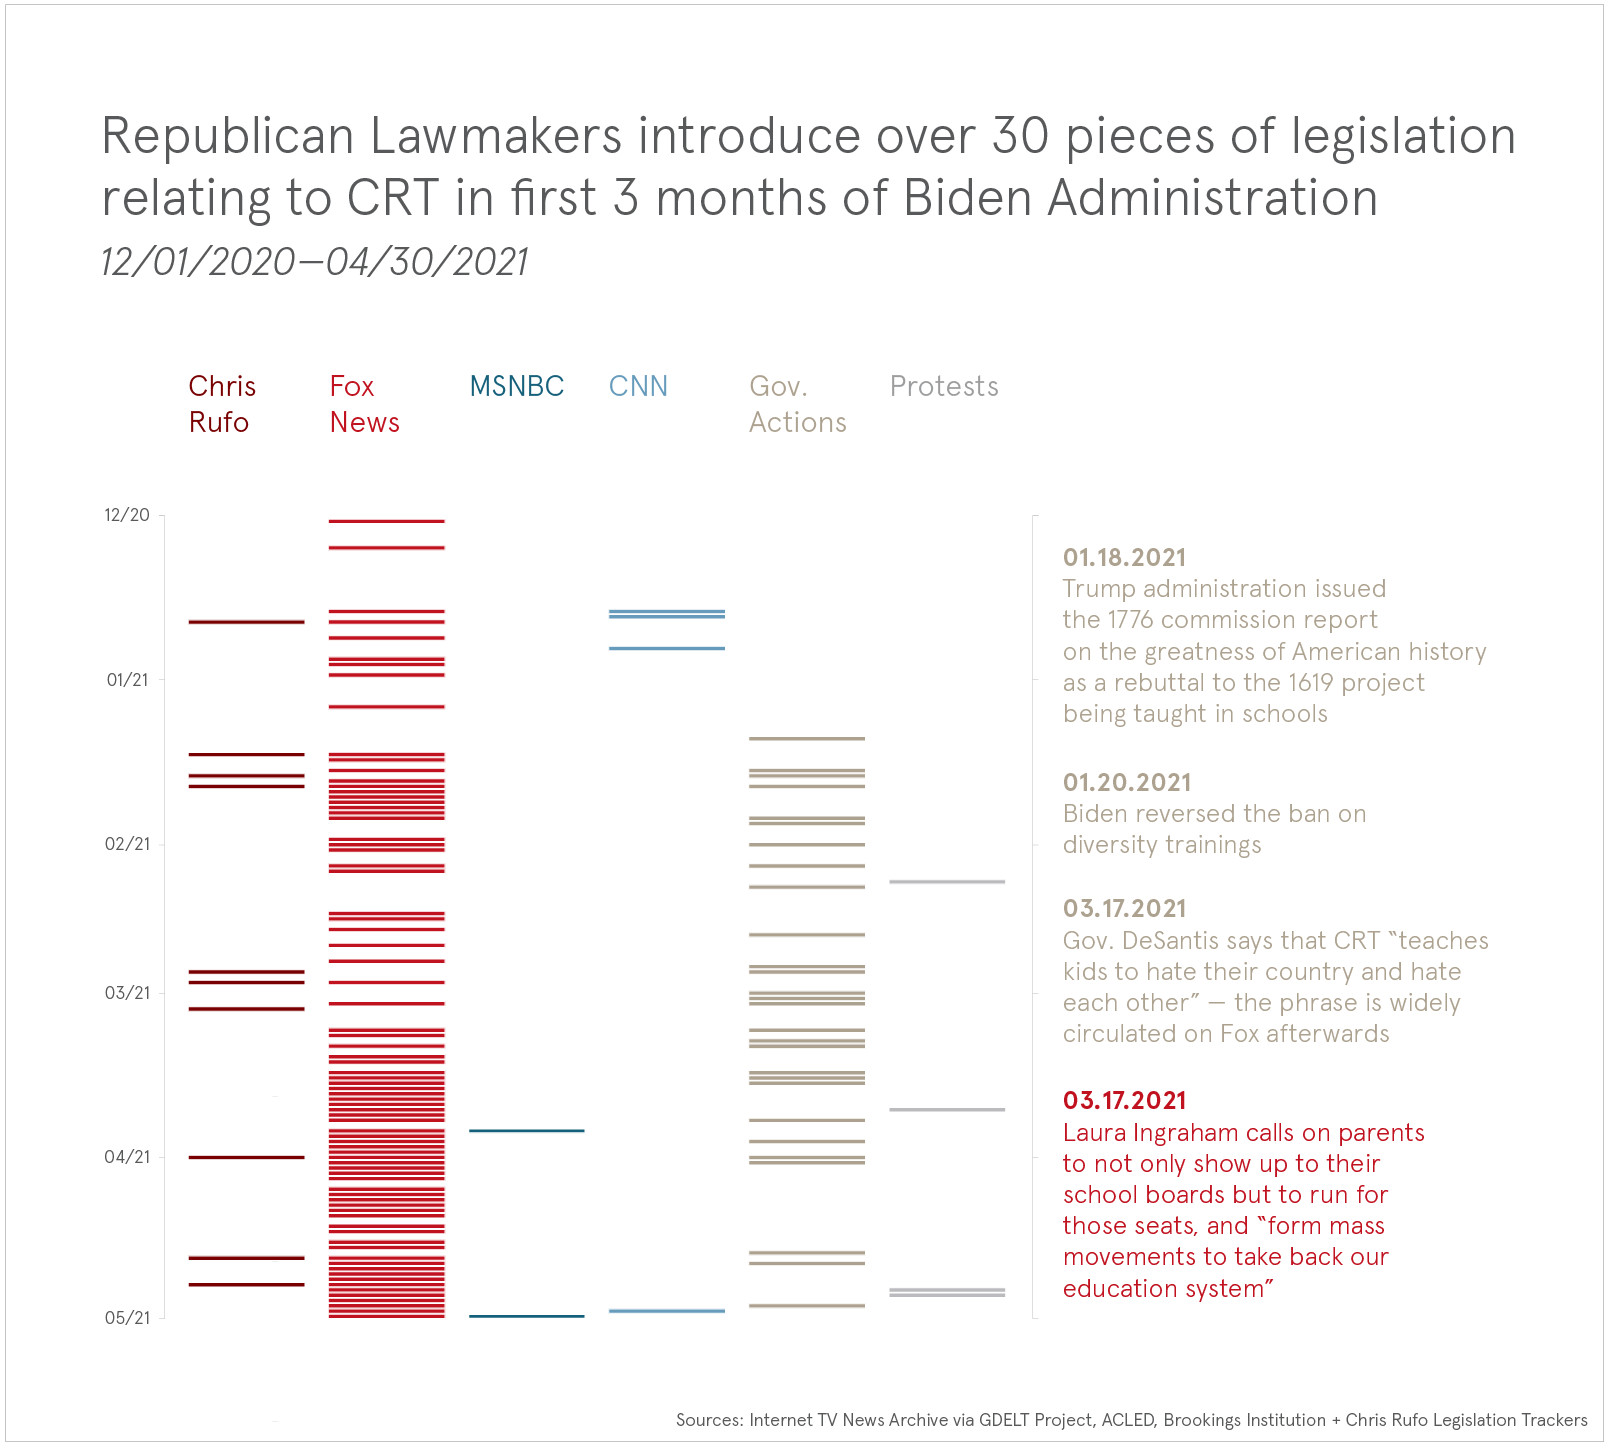 Republican Lawmakers introduce over 30 pieces of legislation
relating to CRT in first 3 months of Biden Administration
12/01/2020—04/30/2021
Chris
Rufo
Fox
News
MSNBC
CNN
Gov.
Actions
Protests
12/20
01/21
02/21
03/21
04/21
05/21
01.18.2021
Trump administration issued
the 1776 commission report
on the greatness of American history
as a rebuttal to the 1619 project
being taught in schools
01.20.2021
Biden reversed the ban on
diversity trainings
03.17.2021
Gov. DeSantis says that CRT “teaches
kids to hate their country and hate
each other” — the phrase is widely
circulated on Fox afterwards
03.17.2021
Laura Ingraham calls on parents
to not only show up to their
school boards but to run for
those seats, and “form mass
movements to take back our
education system”
Sources: Internet TV News Archive via GDELT Project, ACLED, Brookings Institution + Chris Rufo Legislation Trackers